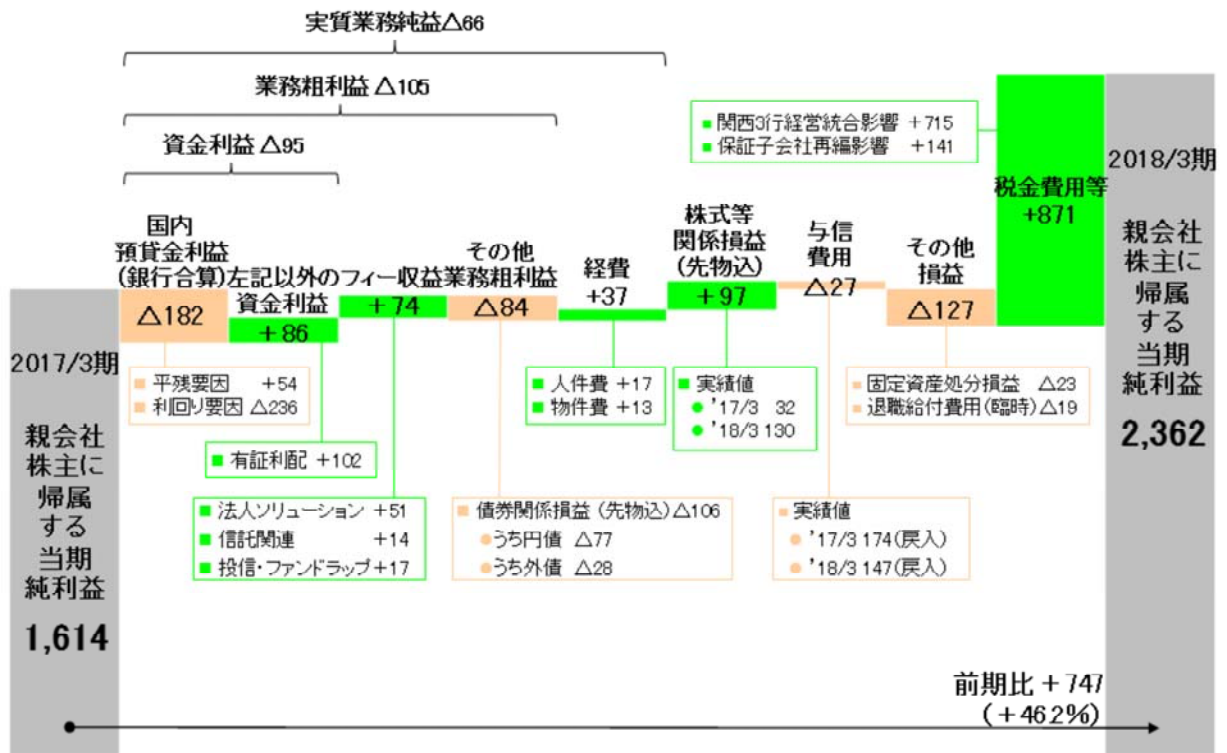 実質業務純益△66
業務粗利益 △105
資金利益 △95
■ 関西3行経営統合影響 +715
■ 保証子会社再編影響 +141
2018/3期
親会社
株主に
帰属
する
当期
純利益
2,362
税金費用等
+871
国内
預貸金利益
(銀行合算)
△182
左記以外の
資金利益
+86
フィー収益
+74
その他
業務粗利益
△84
経費
+37
株式等
関係損益
(先物込)
+97
与信
費用
△27
その他
損益
△127
2017/3期
親会社
株主に
帰属
する
当期
純利益
1,614
■ 平残要因 +54
■ 利回り要因 △236
■ 有証利配 +102
■ 法人ソリューション +51
■ 信託関連 +14
■ 投信・ファンドラップ+17
■ 債券関係損益 (先物込)△106
●うち円債 △77
●うち外債 △28
■ 人件費 +17
■ 物件費 +13
■ 実績値
● '17/3 32
● '18/3 130
■ 実績値
● '17/3 174(戻入)
● '18/3 147(戻入)
■ 固定資産処分損益 △23
■ 退職給付費用(臨時)△19
前期比 +747
(+46.2%)